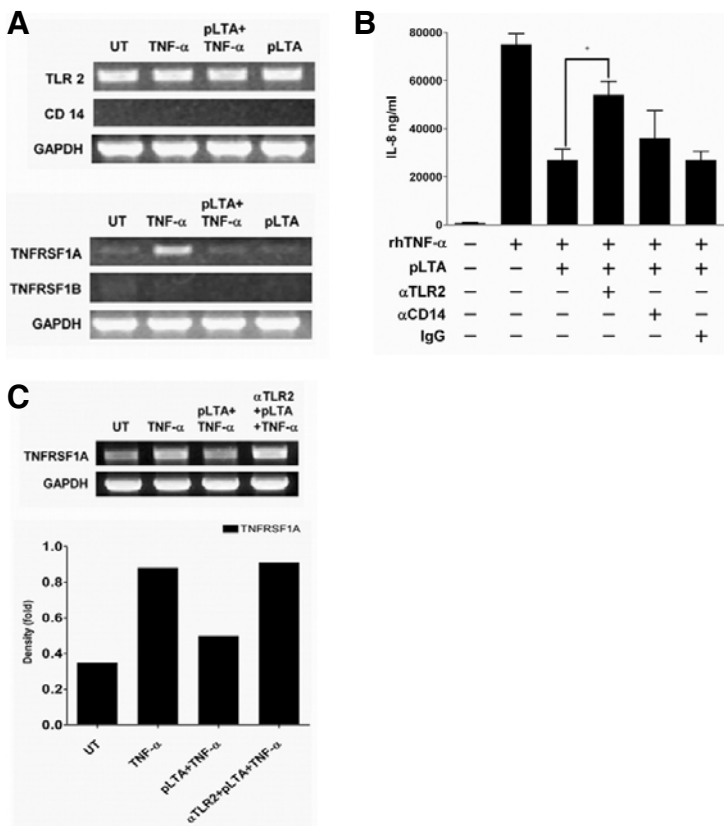 A
UT TNF-α pLTA+ TNF-α pLTA
TLR 2
CD 14
GAPDH
UT TNF-α pLTA+ TNF-α pLTA
TNFRSF1A
TNFRSF1B
GAPDH
B
IL-8 ng/ml
80000
60000
40000
20000
0
*
rhTNF-α – + + + + +
pLTA – – + + + +
αTLR2 – – – + – –
αCD14 – – – – + –
IgG – – – – – +
C
UT TNF-α pLTA+ TNF-α αTLR2 +pLTA +TNF-α
TNFRSF1A
GAPDH
TNFRSF1A
Density (fold)
1.0
0.8
0.6
0.4
0.2
0.0
UT
TNF-α
pLTA+TNF-α
αTLR2+pLTA+TNF-α